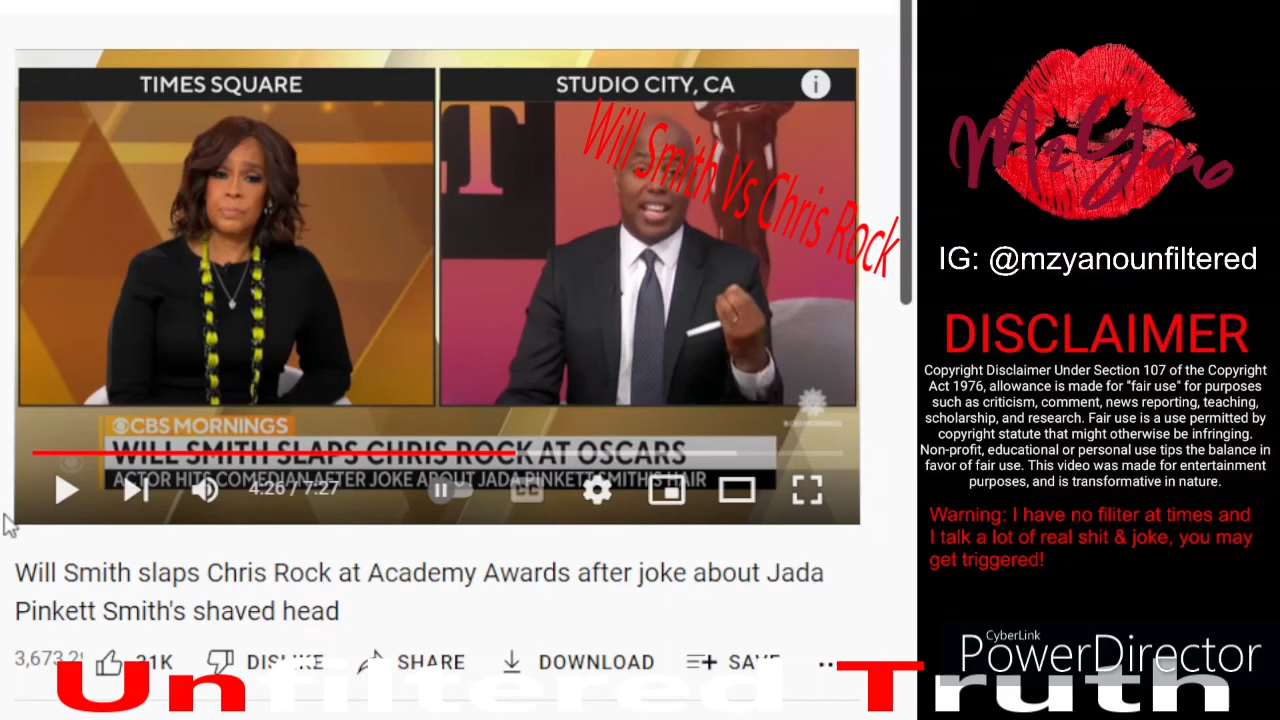 TIMES SQUARE
STUDIO CITY, CA
i
T
Will Smith Vs Chris Rock
CBS MORNINGS
WILL SMITH SLAPS CHRIS ROCK AT OSCARS
ACTOR HITS COMEDIAN AFTER JOKE ABOUT JADA PINKETT SMITH'S HAIR
4:26 / 7:27
CC
CBS MORNINGS
Will Smith slaps Chris Rock at Academy Awards after joke about Jada
Pinkett Smith's shaved head
31K DISLIKE SHARE DOWNLOAD SAVE
Unfiltered Truth
MzYano
IG: @mzyanounfiltered
DISCLAIMER
Copyright Disclaimer Under Section 107 of the Copyright
Act 1976, allowance is made for "fair use" for purposes
such as criticism, comment, news reporting, teaching,
scholarship, and research. Fair use is a use permitted by
copyright statute that might otherwise be infringing.
Non-profit, educational or personal use tips the balance in
favor of fair use. This video was made for entertainment
purposes, and is transformative in nature.
Warning: I have no filiter at times and
I talk a lot of real shit & joke, you may
get triggered!
CyberLink
PowerDirector